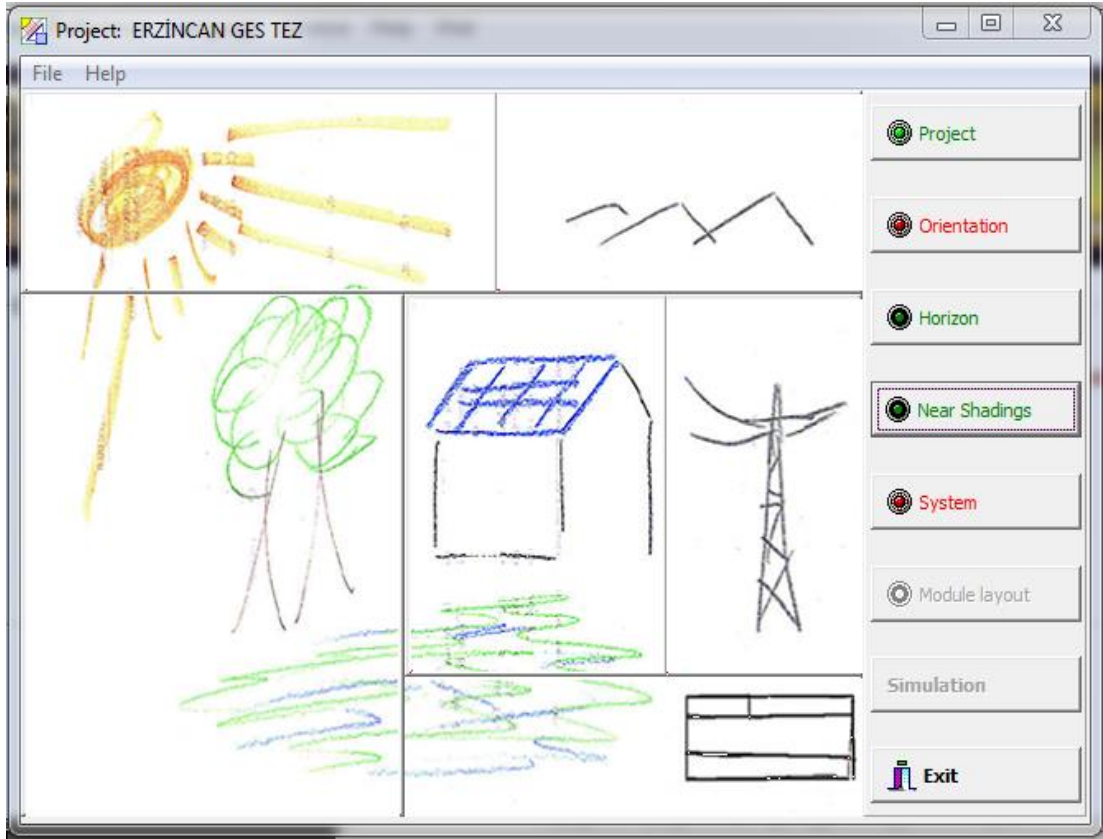 Project: ERZİNCAN GES TEZ
File Help
Project
Orientation
Horizon
Near Shadings
System
Module layout
Simulation
Exit